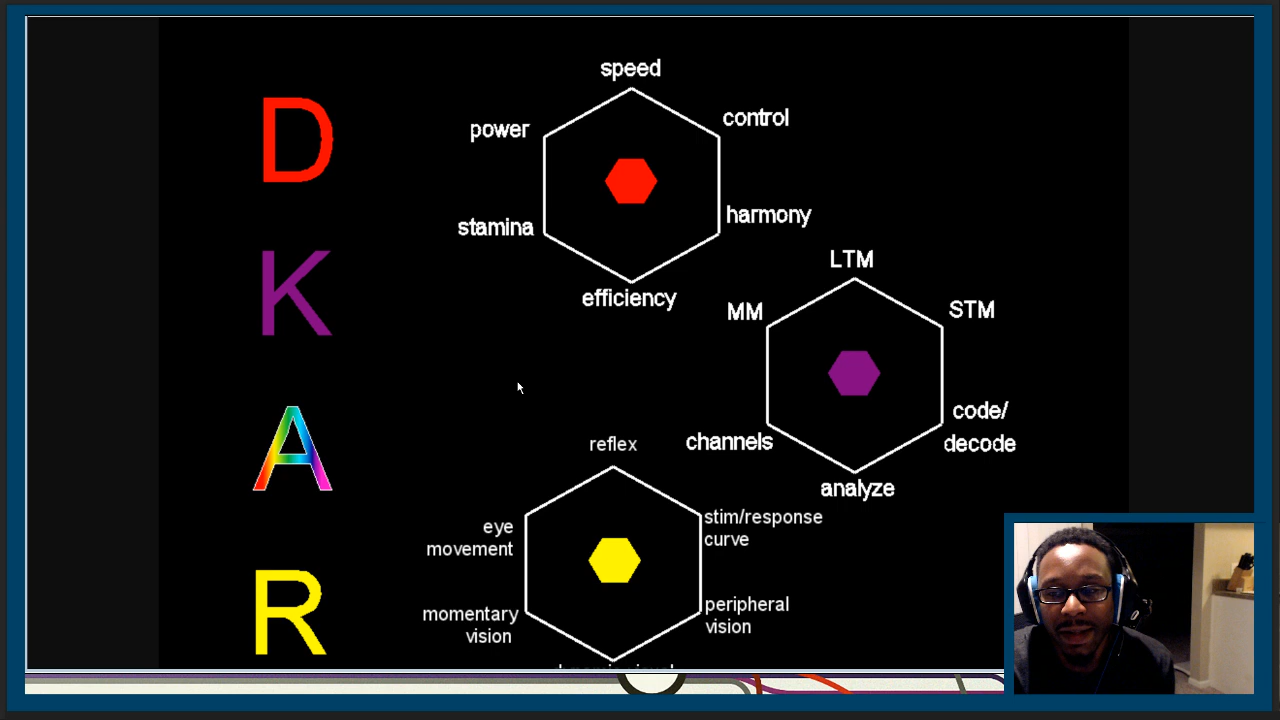 D
speed
power
control
stamina
harmony
efficiency
K
LTM
MM
STM
channels
code/
decode
analyze
A
reflex
eye
movement
stim/response
curve
momentary
vision
peripheral
vision
R